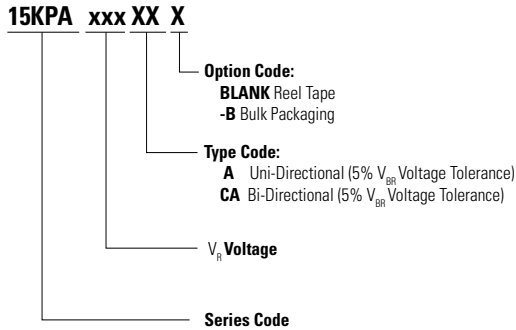 15KPA xxx XX X
Option Code:
BLANK Reel Tape
-B Bulk Packaging
Type Code:
A Uni-Directional (5% VBR Voltage Tolerance)
CA Bi-Directional (5% VBR Voltage Tolerance)
VR Voltage
Series Code